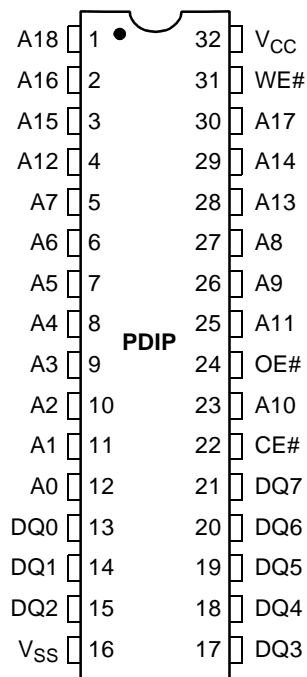 A18 1 32 VCC
A16 2 31 WE#
A15 3 30 A17
A12 4 29 A14
A7 5 28 A13
A6 6 27 A8
A5 7 26 A9
A4 8 25 A11
PDIP
A3 9 24 OE#
A2 10 23 A10
A1 11 22 CE#
A0 12 21 DQ7
DQ0 13 20 DQ6
DQ1 14 19 DQ5
DQ2 15 18 DQ4
VSS 16 17 DQ3